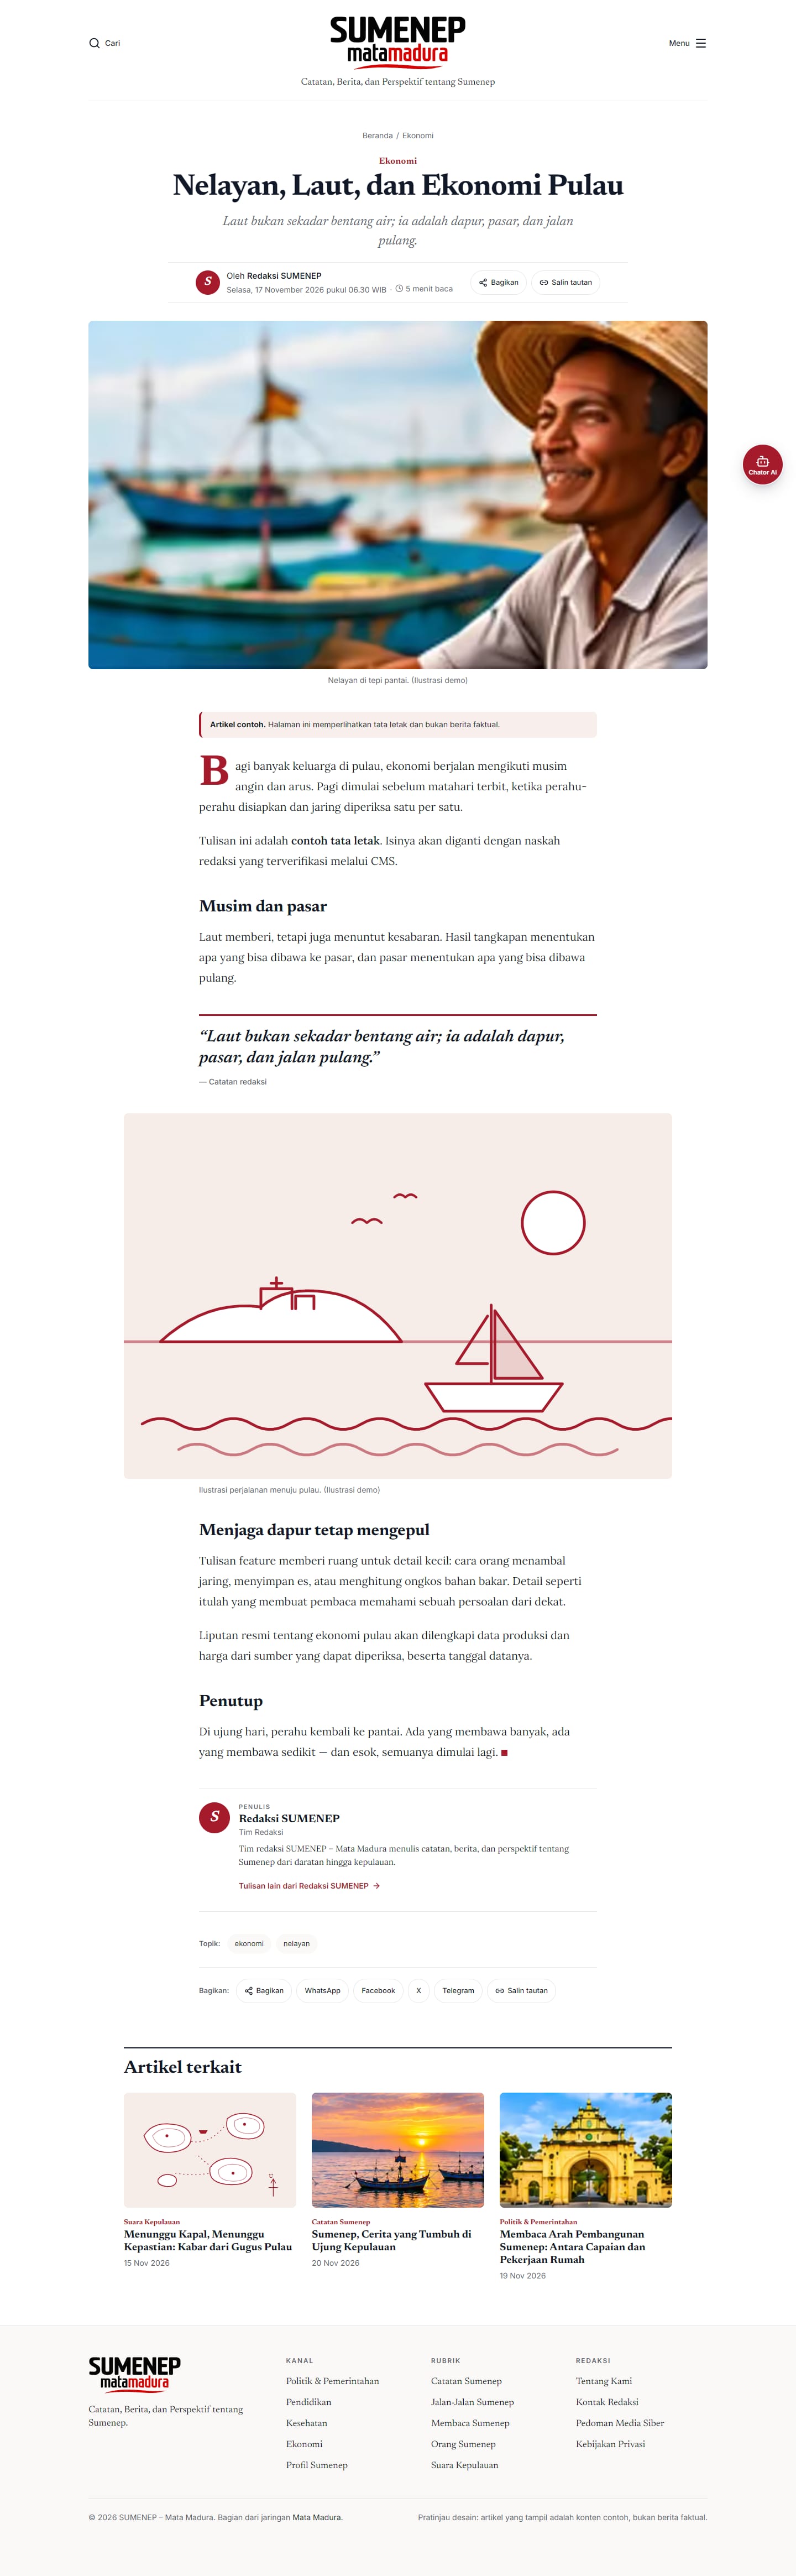 Cari
SUMENEP
matamadura
Menu
Catatan, Berita, dan Perspektif tentang Sumenep
Beranda / Ekonomi
Ekonomi
Nelayan, Laut, dan Ekonomi Pulau
Laut bukan sekadar bentang air; ia adalah dapur, pasar, dan jalan
pulang.
S
Oleh Redaksi SUMENEP
Selasa, 17 November 2026 pukul 06.30 WIB · 5 menit baca
Bagikan
Salin tautan
Chator AI
Nelayan di tepi pantai. (Ilustrasi demo)
Artikel contoh. Halaman ini memperlihatkan tata letak dan bukan berita faktual.
Bagi banyak keluarga di pulau, ekonomi berjalan mengikuti musim
angin dan arus. Pagi dimulai sebelum matahari terbit, ketika perahu-
perahu disiapkan dan jaring diperiksa satu per satu.
Tulisan ini adalah contoh tata letak. Isinya akan diganti dengan naskah
redaksi yang terverifikasi melalui CMS.
Musim dan pasar
Laut memberi, tetapi juga menuntut kesabaran. Hasil tangkapan menentukan
apa yang bisa dibawa ke pasar, dan pasar menentukan apa yang bisa dibawa
pulang.
“Laut bukan sekadar bentang air; ia adalah dapur,
pasar, dan jalan pulang.”
— Catatan redaksi
Ilustrasi perjalanan menuju pulau. (Ilustrasi demo)
Menjaga dapur tetap mengepul
Tulisan feature memberi ruang untuk detail kecil: cara orang menambal
jaring, menyimpan es, atau menghitung ongkos bahan bakar. Detail seperti
itulah yang membuat pembaca memahami sebuah persoalan dari dekat.
Liputan resmi tentang ekonomi pulau akan dilengkapi data produksi dan
harga dari sumber yang dapat diperiksa, beserta tanggal datanya.
Penutup
Di ujung hari, perahu kembali ke pantai. Ada yang membawa banyak, ada
yang membawa sedikit — dan esok, semuanya dimulai lagi.
S
PENULIS
Redaksi SUMENEP
Tim Redaksi
Tim redaksi SUMENEP – Mata Madura menulis catatan, berita, dan perspektif tentang
Sumenep dari daratan hingga kepulauan.
Tulisan lain dari Redaksi SUMENEP →
Topik: ekonomi nelayan
Bagikan: Bagikan WhatsApp Facebook X Telegram Salin tautan
Artikel terkait
Suara Kepulauan
Menunggu Kapal, Menunggu
Kepastian: Kabar dari Gugus Pulau
15 Nov 2026
Catatan Sumenep
Sumenep, Cerita yang Tumbuh di
Ujung Kepulauan
20 Nov 2026
Politik & Pemerintahan
Membaca Arah Pembangunan
Sumenep: Antara Capaian dan
Pekerjaan Rumah
19 Nov 2026
SUMENEP
matamadura
Catatan, Berita, dan Perspektif tentang
Sumenep.
KANAL
Politik & Pemerintahan
Pendidikan
Kesehatan
Ekonomi
Profil Sumenep
RUBRIK
Catatan Sumenep
Jalan-Jalan Sumenep
Membaca Sumenep
Orang Sumenep
Suara Kepulauan
REDAKSI
Tentang Kami
Kontak Redaksi
Pedoman Media Siber
Kebijakan Privasi
© 2026 SUMENEP – Mata Madura. Bagian dari jaringan Mata Madura.
Pratinjau desain: artikel yang tampil adalah konten contoh, bukan berita faktual.